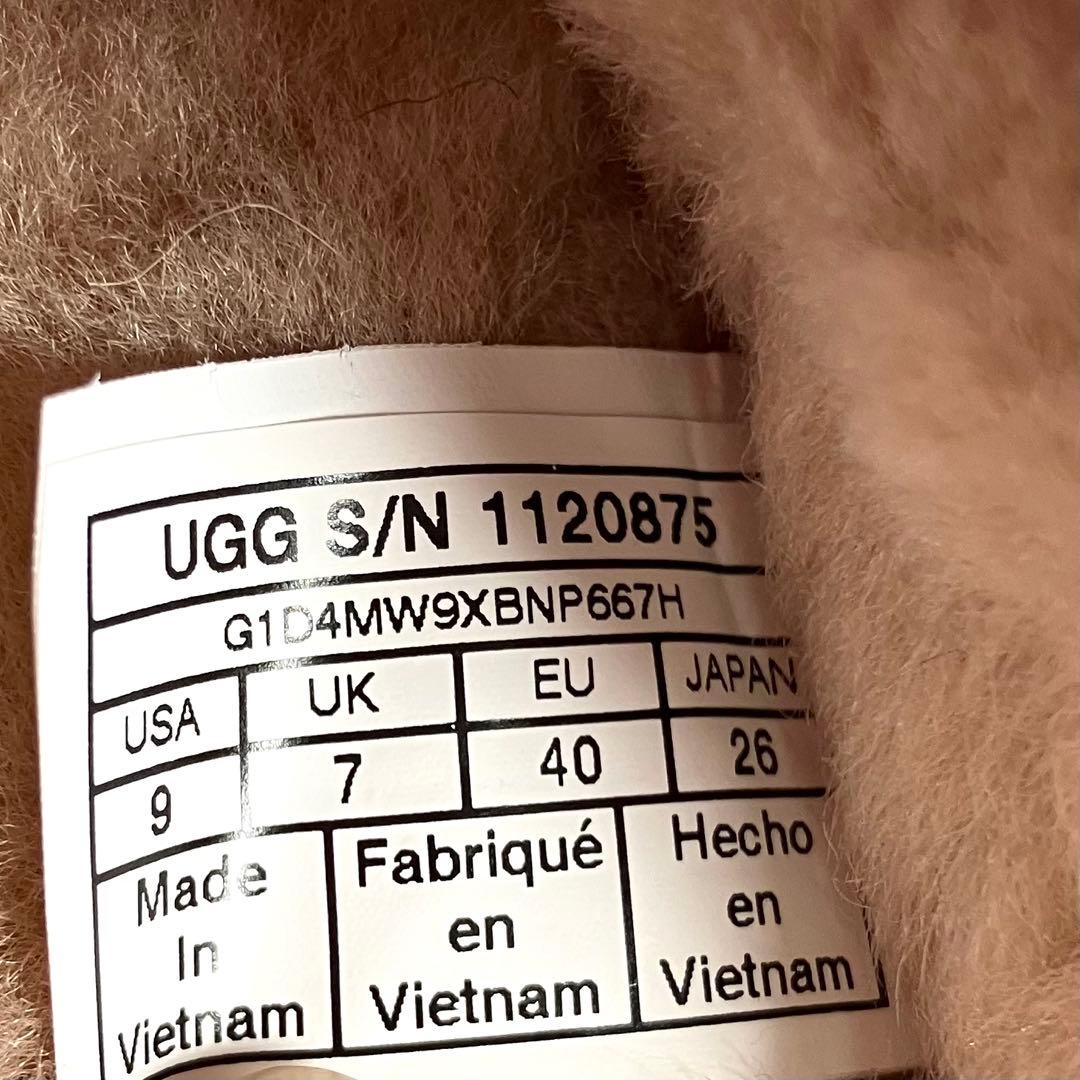 UGG S/N 1120875
G1D4MW9XBNP667H
USA UK EU JAPAN
9 7 40 26
Made
In
Vietnam
Fabriqué
en
Vietnam
Hecho
en
Vietnam